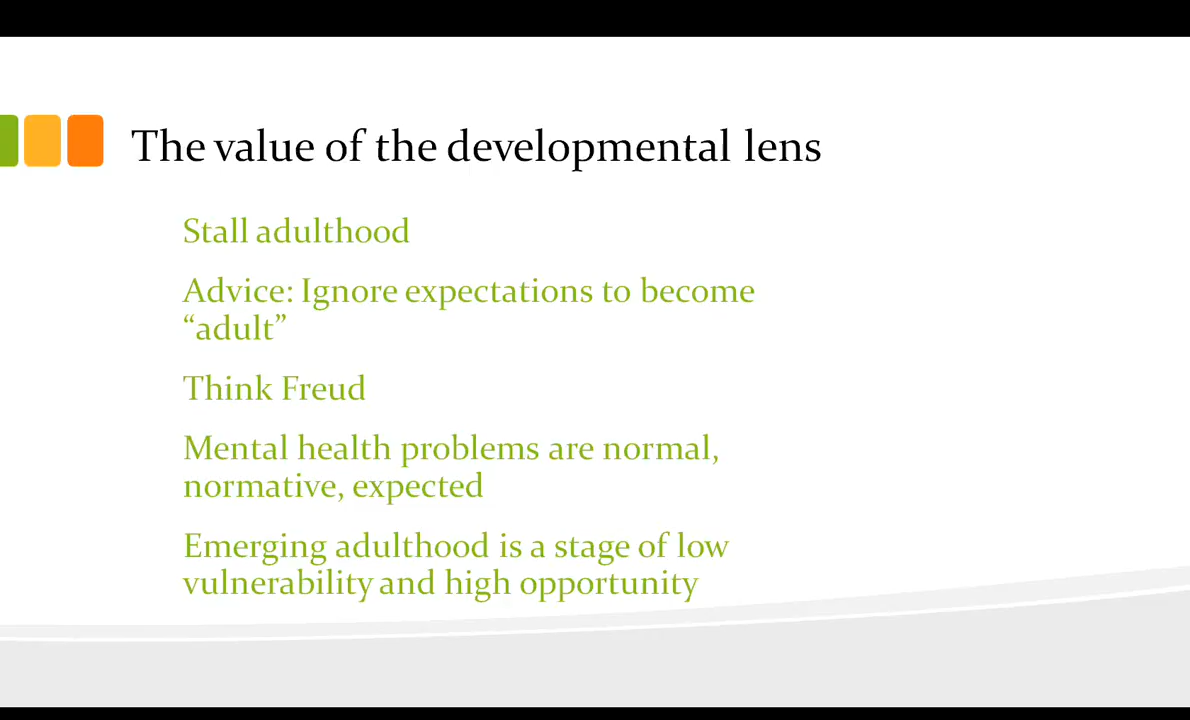 The value of the developmental lens
Stall adulthood
Advice: Ignore expectations to become
“adult”
Think Freud
Mental health problems are normal,
normative, expected
Emerging adulthood is a stage of low
vulnerability and high opportunity